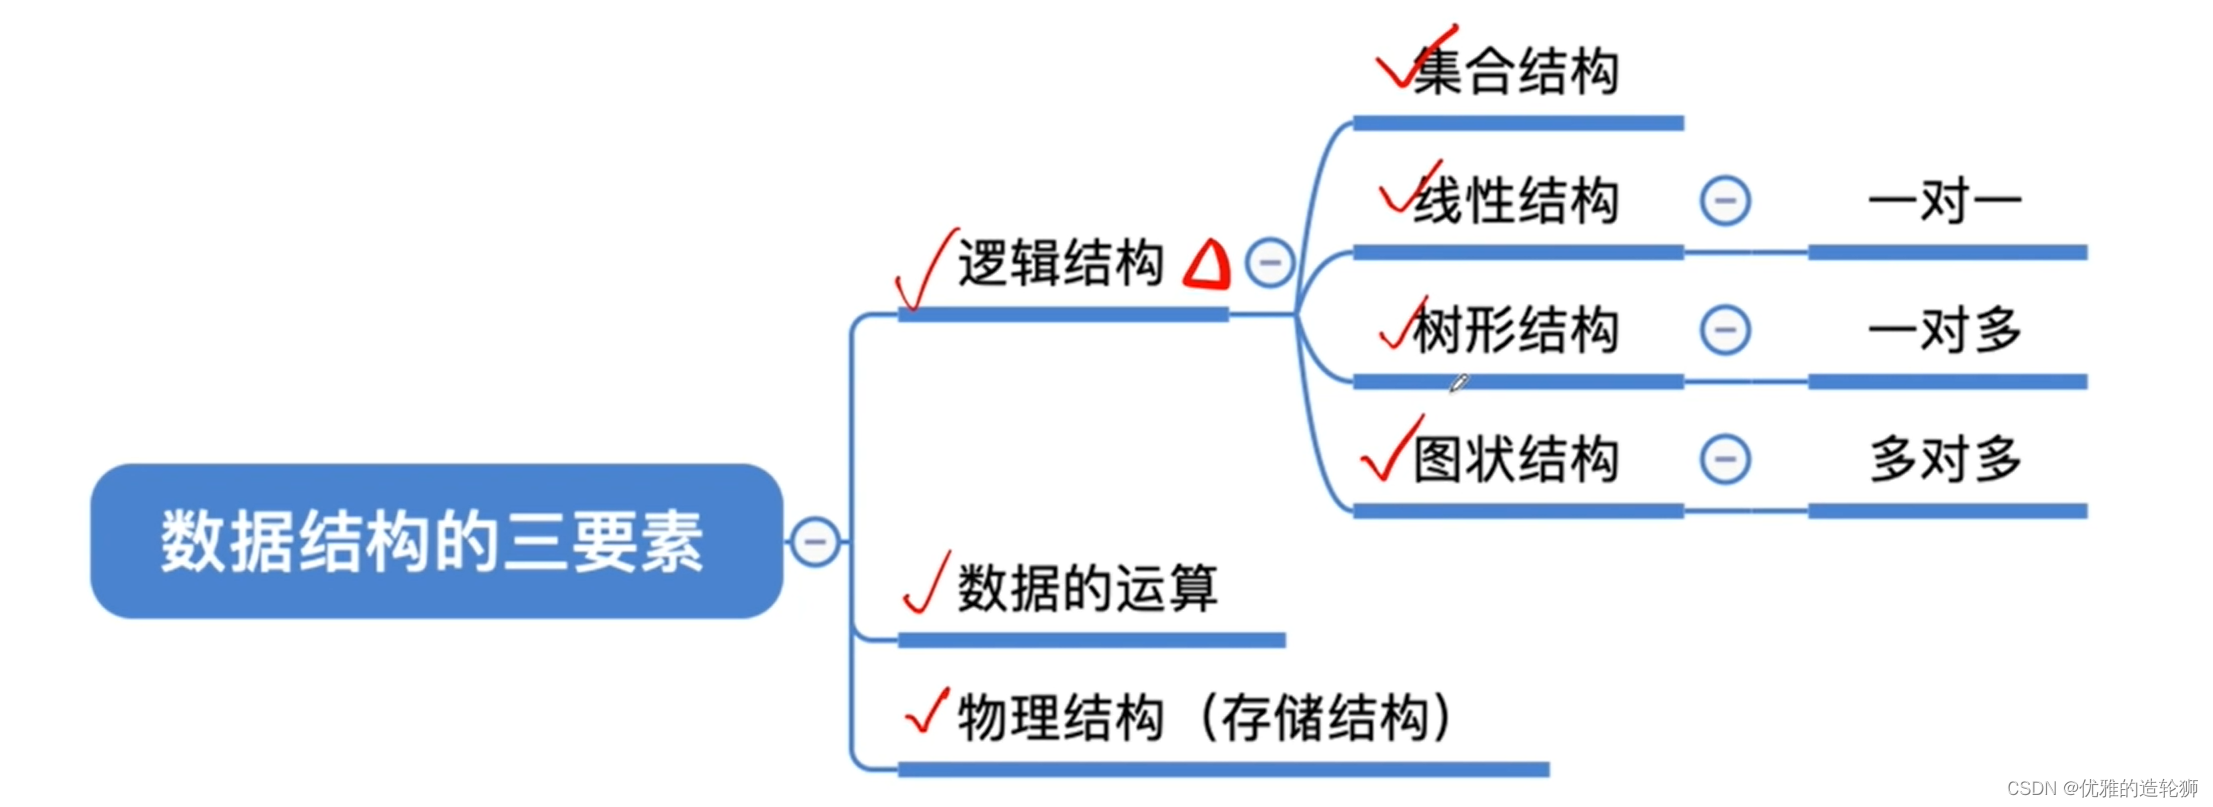 数据结构的三要素
逻辑结构
集合结构
线性结构
一对一
树形结构
一对多
图状结构
多对多
数据的运算
物理结构（存储结构）
CSDN @优雅的造轮狮